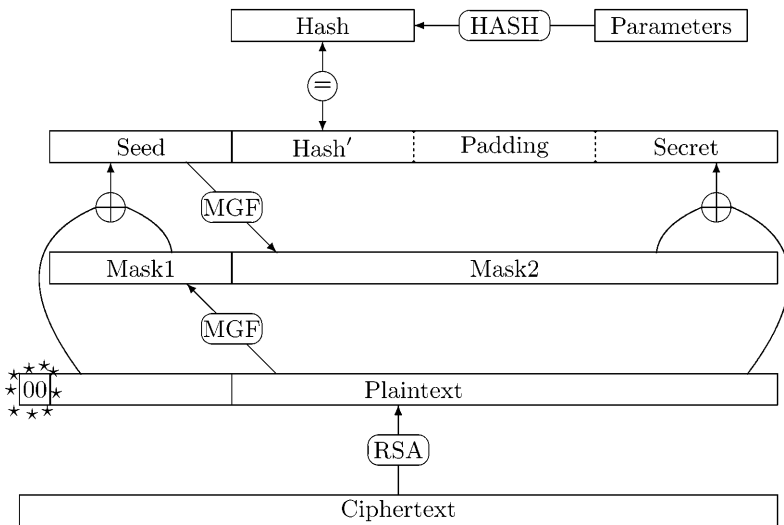 Hash HASH Parameters
=
Seed Hash′ Padding Secret
MGF
Mask1 Mask2
MGF
00 Plaintext
RSA
Ciphertext